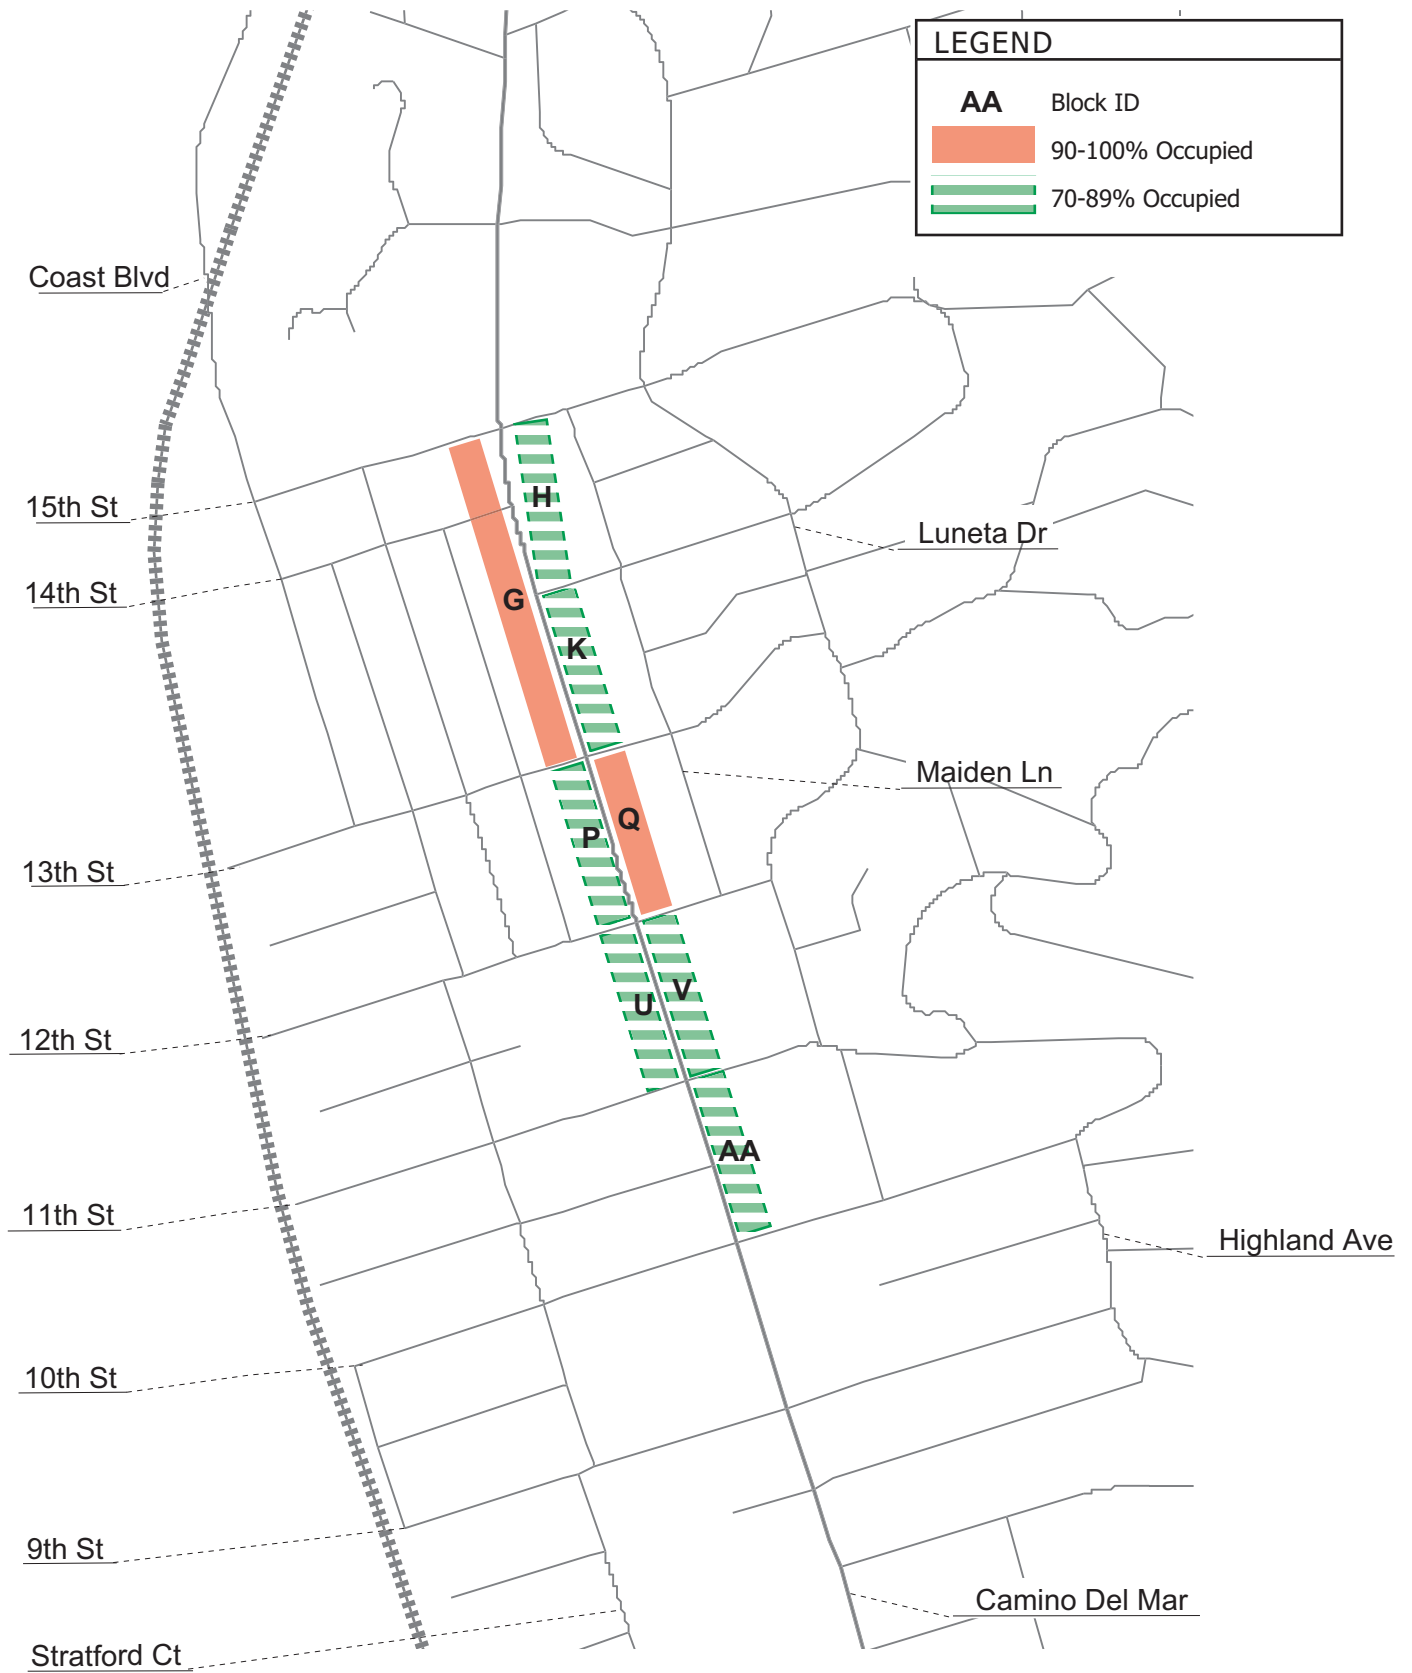 LEGEND
AA Block ID
90-100% Occupied
70-89% Occupied
Coast Blvd
15th St
H
Luneta Dr
14th St
G
K
Maiden Ln
Q
P
13th St
V
U
12th St
AA
11th St
Highland Ave
10th St
9th St
Camino Del Mar
Stratford Ct